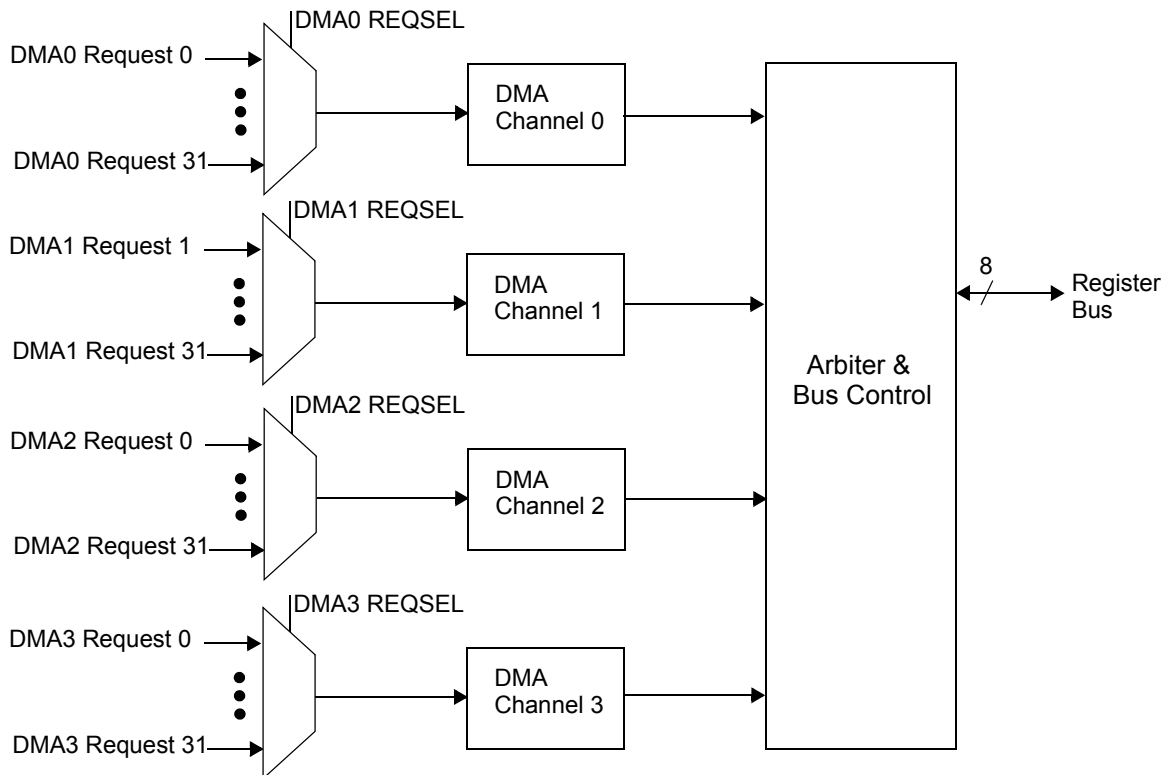 DMA0 REQSEL
DMA0 Request 0
DMA0 Request 31
DMA
Channel 0
DMA1 REQSEL
DMA1 Request 1
DMA1 Request 31
DMA
Channel 1
DMA2 REQSEL
DMA2 Request 0
DMA2 Request 31
DMA
Channel 2
DMA3 REQSEL
DMA3 Request 0
DMA3 Request 31
DMA
Channel 3
Arbiter &
Bus Control
8
Register
Bus